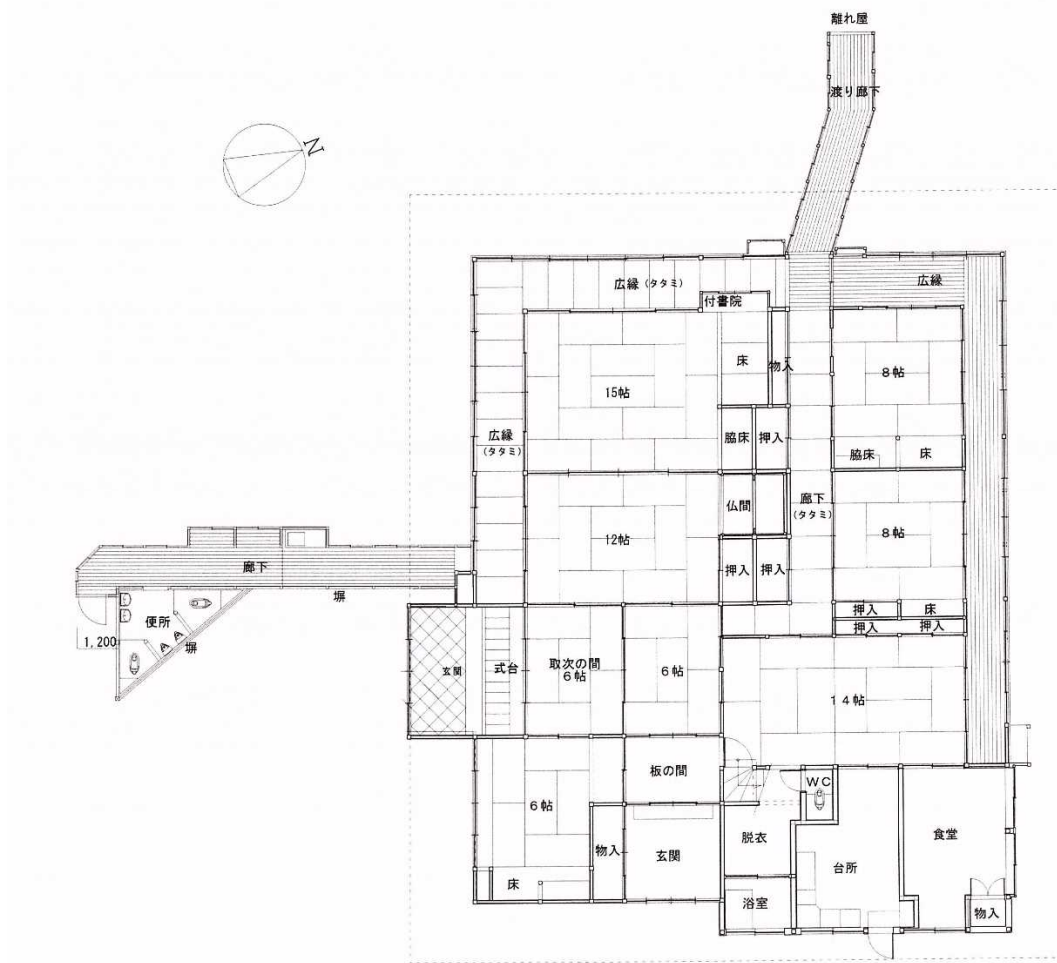 離れ屋
渡り廊下
N
広縁(タタミ)
広縁
付書院
床
物入
8帖
15帖
広縁
(タタミ)
脇床
押入
脇床
床
仏間
廊下
(タタミ)
12帖
8帖
押入
押入
廊下
塀
便所
1,200
塀
押入
床
押入
押入
玄関
式台
取次の間
6帖
6帖
14帖
板の間
WC
6帖
物入
玄関
脱衣
台所
食堂
床
浴室
物入